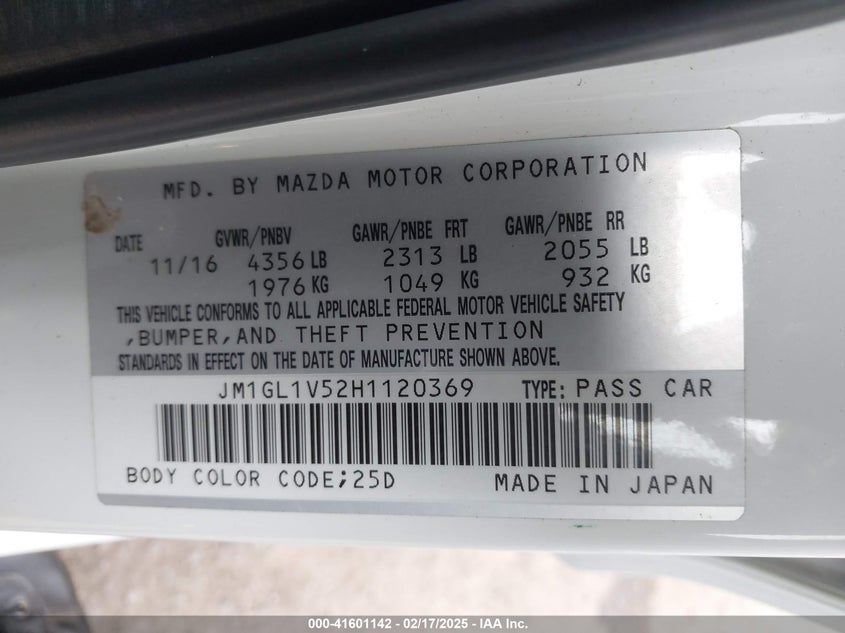 MFD. BY MAZDA MOTOR CORPORATION
DATE GVWR/PNBV GAWR/PNBE FRT GAWR/PNBE RR
11/16 4356 LB 2313 LB 2055 LB
1976 KG 1049 KG 932 KG
THIS VEHICLE CONFORMS TO ALL APPLICABLE FEDERAL MOTOR VEHICLE SAFETY
,BUMPER,AND THEFT PREVENTION
STANDARDS IN EFFECT ON THE DATE OF MANUFACTURE SHOWN ABOVE.
JM1GL1V52H1120369 TYPE: PASS CAR
BODY COLOR CODE;25D MADE IN JAPAN
000-41601142 - 02/17/2025 - IAA Inc.